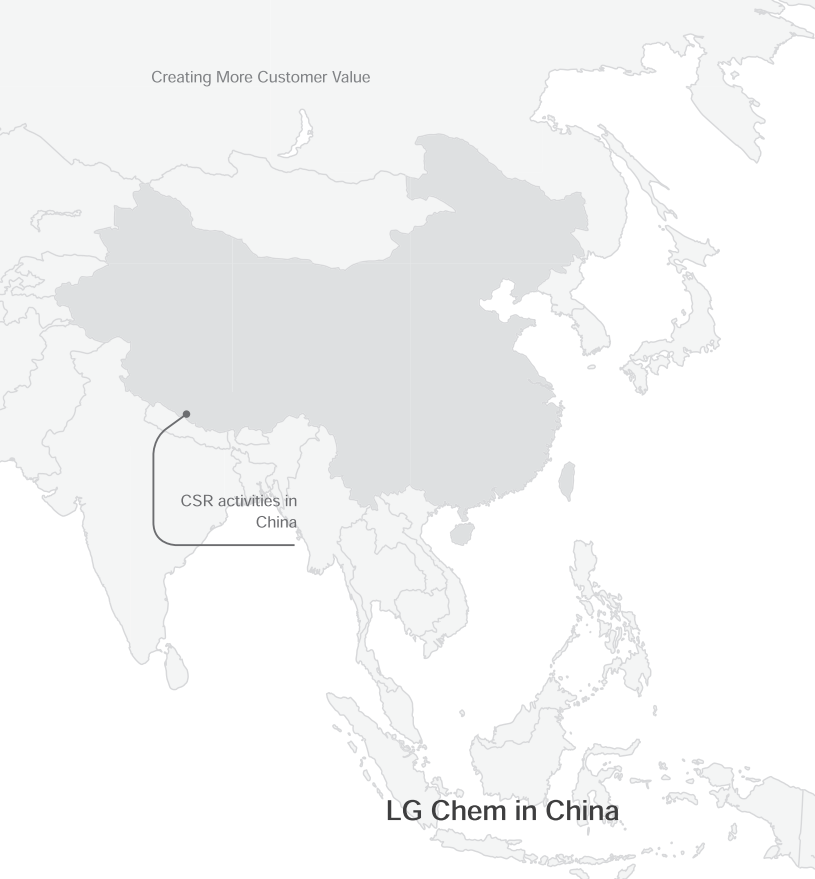 Creating More Customer Value
CSR activities in
China
LG Chem in China